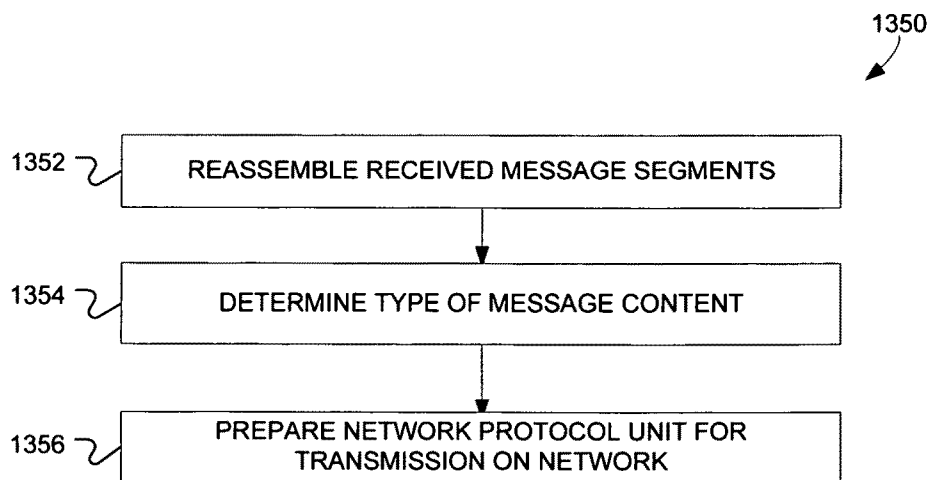 1350
1352
REASSEMBLE RECEIVED MESSAGE SEGMENTS
1354
DETERMINE TYPE OF MESSAGE CONTENT
1356
PREPARE NETWORK PROTOCOL UNIT FOR
TRANSMISSION ON NETWORK